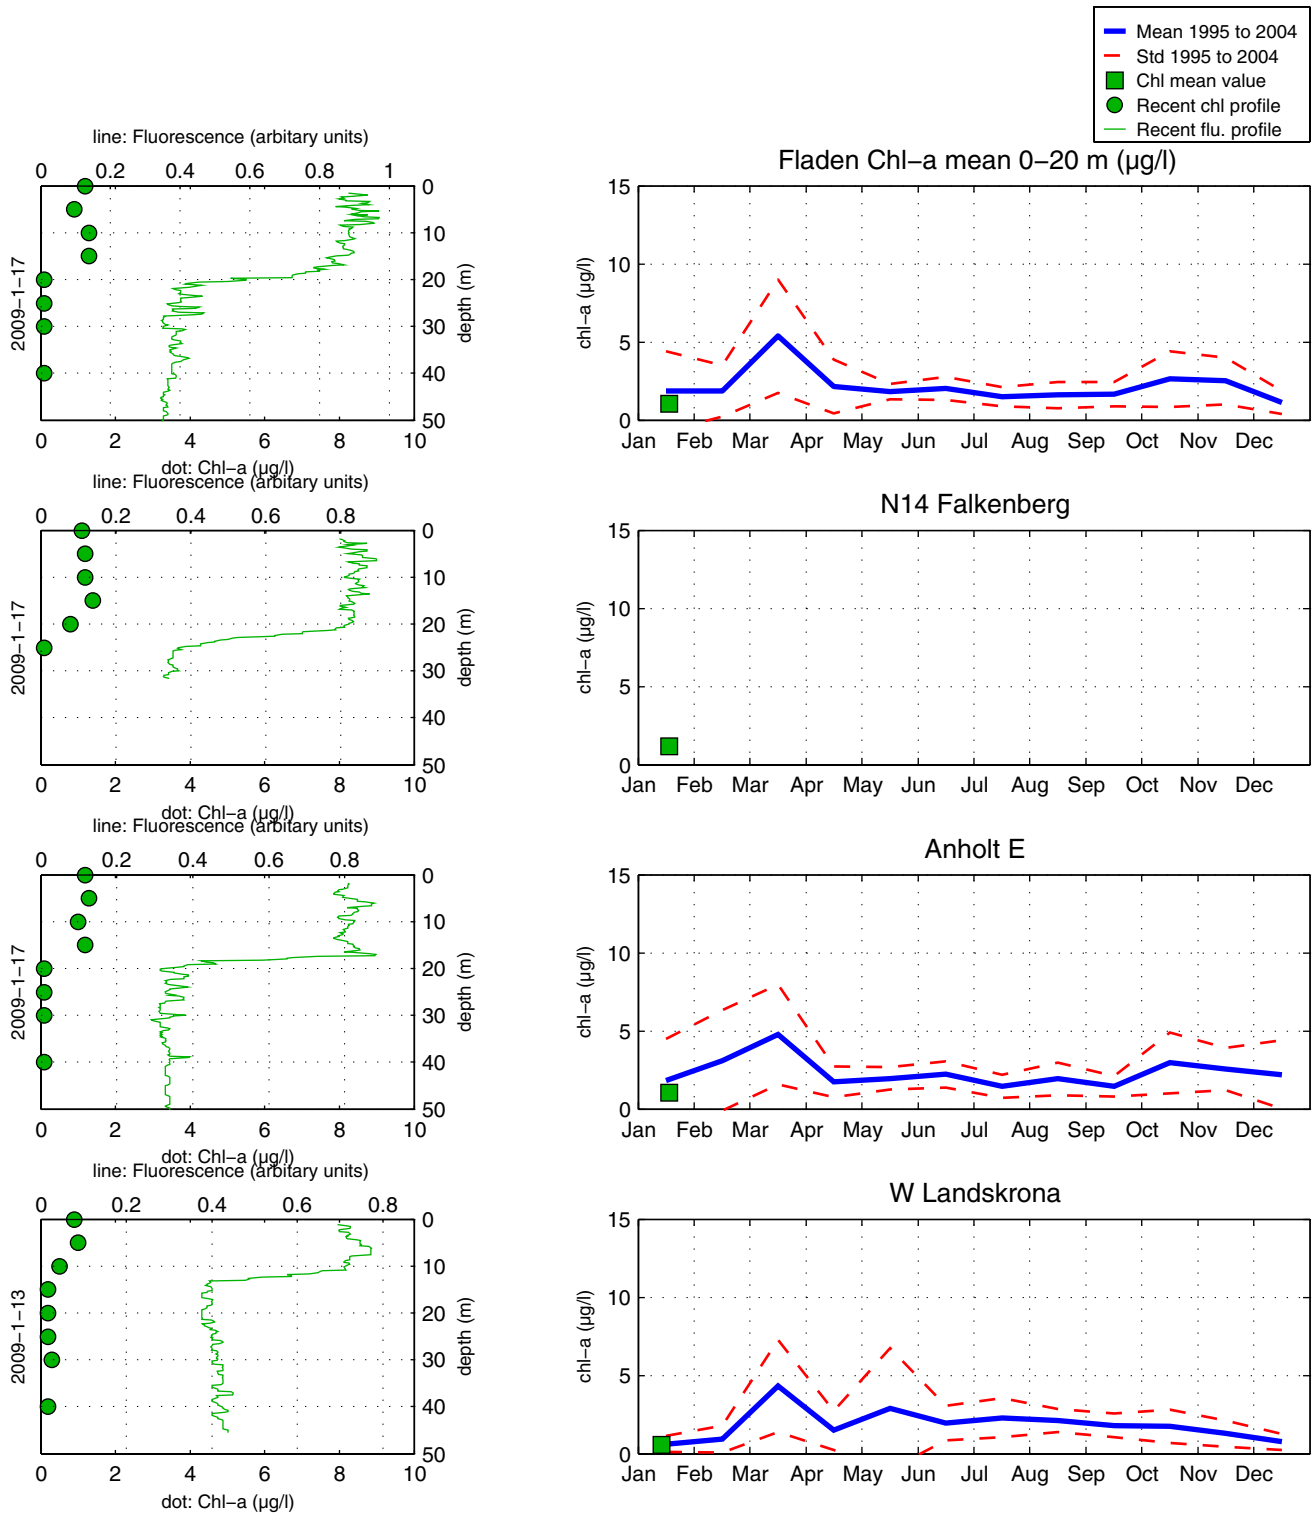 Mean 1995 to 2004
Std 1995 to 2004
Chl mean value
Recent chl profile
Recent flu. profile
line: Fluorescence (arbitary units)
0 0.2 0.4 0.6 0.8 1
0
10
20
30
40
50
depth (m)
2009-1-17
0 2 4 6 8 10
dot: Chl-a (µg/l)
Fladen Chl-a mean 0-20 m (µg/l)
15
10
5
0
chl-a (µg/l)
Jan Feb Mar Apr May Jun Jul Aug Sep Oct Nov Dec
line: Fluorescence (arbitary units)
0 0.2 0.4 0.6 0.8
0
10
20
30
40
50
depth (m)
2009-1-17
0 2 4 6 8 10
dot: Chl-a (µg/l)
N14 Falkenberg
15
10
5
0
chl-a (µg/l)
Jan Feb Mar Apr May Jun Jul Aug Sep Oct Nov Dec
line: Fluorescence (arbitary units)
0 0.2 0.4 0.6 0.8
0
10
20
30
40
50
depth (m)
2009-1-17
0 2 4 6 8 10
dot: Chl-a (µg/l)
Anholt E
15
10
5
0
chl-a (µg/l)
Jan Feb Mar Apr May Jun Jul Aug Sep Oct Nov Dec
line: Fluorescence (arbitary units)
0 0.2 0.4 0.6 0.8
0
10
20
30
40
50
depth (m)
2009-1-13
0 2 4 6 8 10
dot: Chl-a (µg/l)
W Landskrona
15
10
5
0
chl-a (µg/l)
Jan Feb Mar Apr May Jun Jul Aug Sep Oct Nov Dec